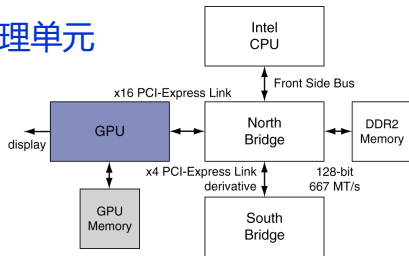 理单元
Intel
CPU
Front Side Bus
x16 PCI-Express Link
GPU
North
Bridge
DDR2
Memory
display
x4 PCI-Express Link
derivative
128-bit
667 MT/s
GPU
Memory
South
Bridge